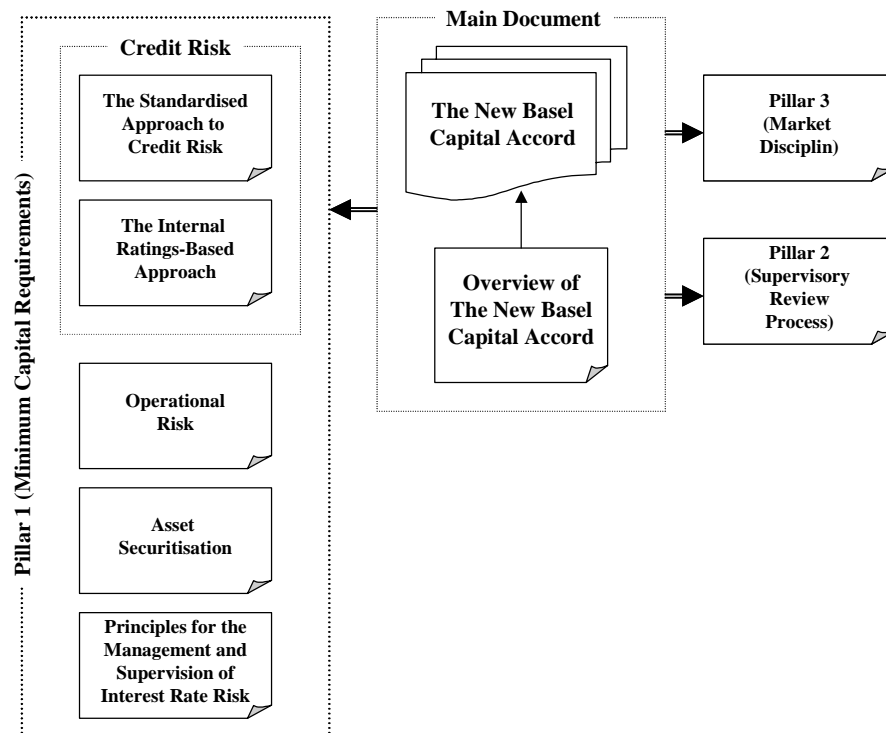 Main Document
Credit Risk
The Standardised
Approach to
Credit Risk
The Internal
Ratings-Based
Approach
Operational
Risk
Asset
Securitisation
Principles for the
Management and
Supervision of
Interest Rate Risk
Pillar 1 (Minimum Capital Requirements)
The New Basel
Capital Accord
Overview of
The New Basel
Capital Accord
Pillar 3
(Market
Disciplin)
Pillar 2
(Supervisory
Review
Process)